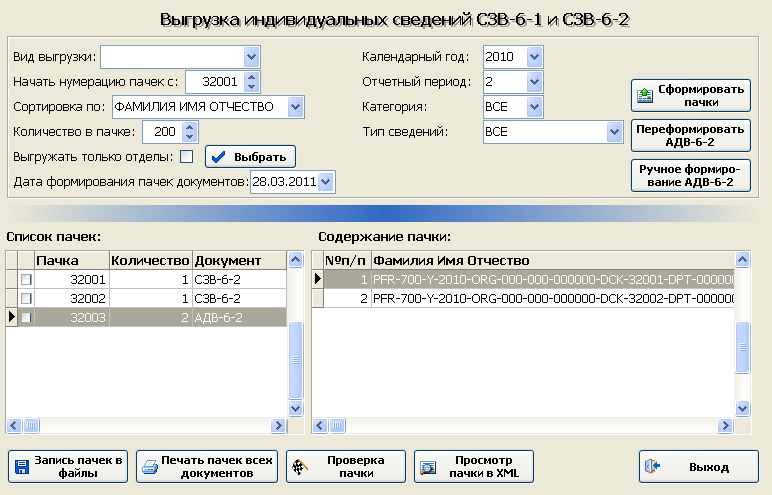 Выгрузка индивидуальных сведений СЗВ-6-1 и СЗВ-6-2
Вид выгрузки:
Календарный год: 2010
Начать нумерацию пачек с: 32001
Отчетный период: 2
Сортировка по: ФАМИЛИЯ ИМЯ ОТЧЕСТВО
Категория: ВСЕ
Количество в пачке: 200
Тип сведений: ВСЕ
Выгружать только отделы: Выбрать
Дата формирования пачек документов: 28.03.2011
Сформировать
пачки
Переформировать
АДВ-6-2
Ручное формиро-
вание АДВ-6-2
Список пачек:
Пачка Количество Документ
32001 1 СЗВ-6-2
32002 1 СЗВ-6-2
32003 2 АДВ-6-2
Содержание пачки:
№п/п Фамилия Имя Отчество
1 PFR-700-Y-2010-ORG-000-000-000000-DCK-32001-DPT-000000
2 PFR-700-Y-2010-ORG-000-000-000000-DCK-32002-DPT-000000
Запись пачек в
файлы
Печать пачек всех
документов
Проверка
пачки
Просмотр
пачки в XML
Выход